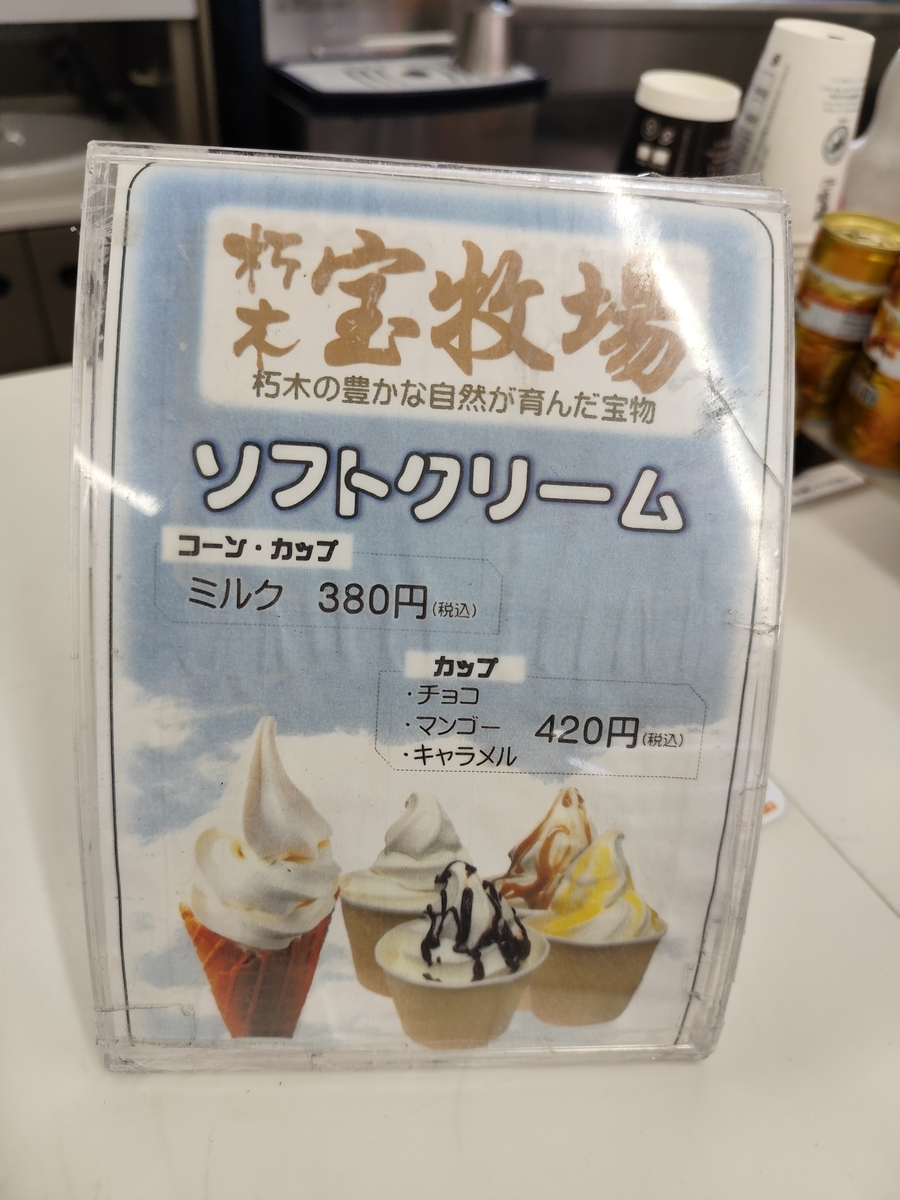 朽木 宝牧場
朽木の豊かな自然が育んだ宝物
ソフトクリーム
コーン・カップ
ミルク 380円(税込)
カップ
・チョコ
・マンゴー 420円(税込)
・キャラメル